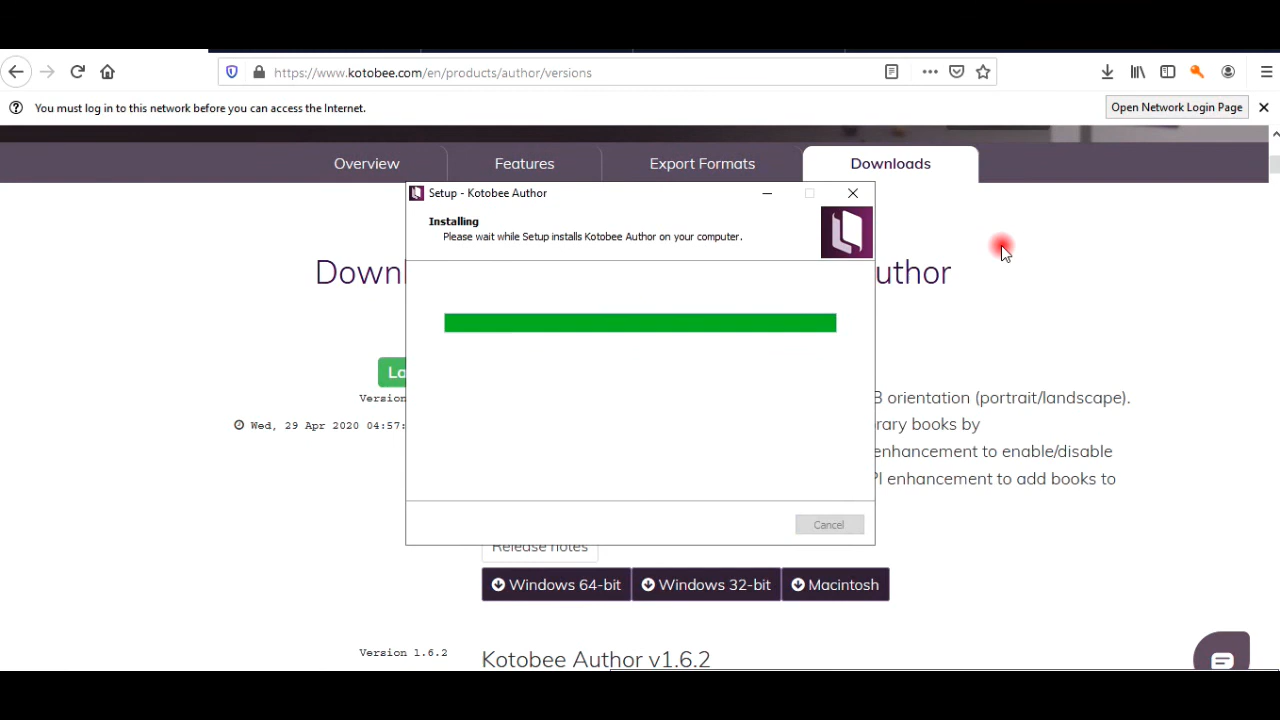 https://www.kotobee.com/en/products/author/versions
You must log in to this network before you can access the Internet.
Open Network Login Page
Overview
Features
Export Formats
Downloads
Setup - Kotobee Author
Installing
Please wait while Setup installs Kotobee Author on your computer.
Downl
uthor
La
Version
B orientation (portrait/landscape).
Wed, 29 Apr 2020 04:57:
rary books by
enhancement to enable/disable
PI enhancement to add books to
Cancel
Release notes
Windows 64-bit
Windows 32-bit
Macintosh
Version 1.6.2
Kotobee Author v1.6.2